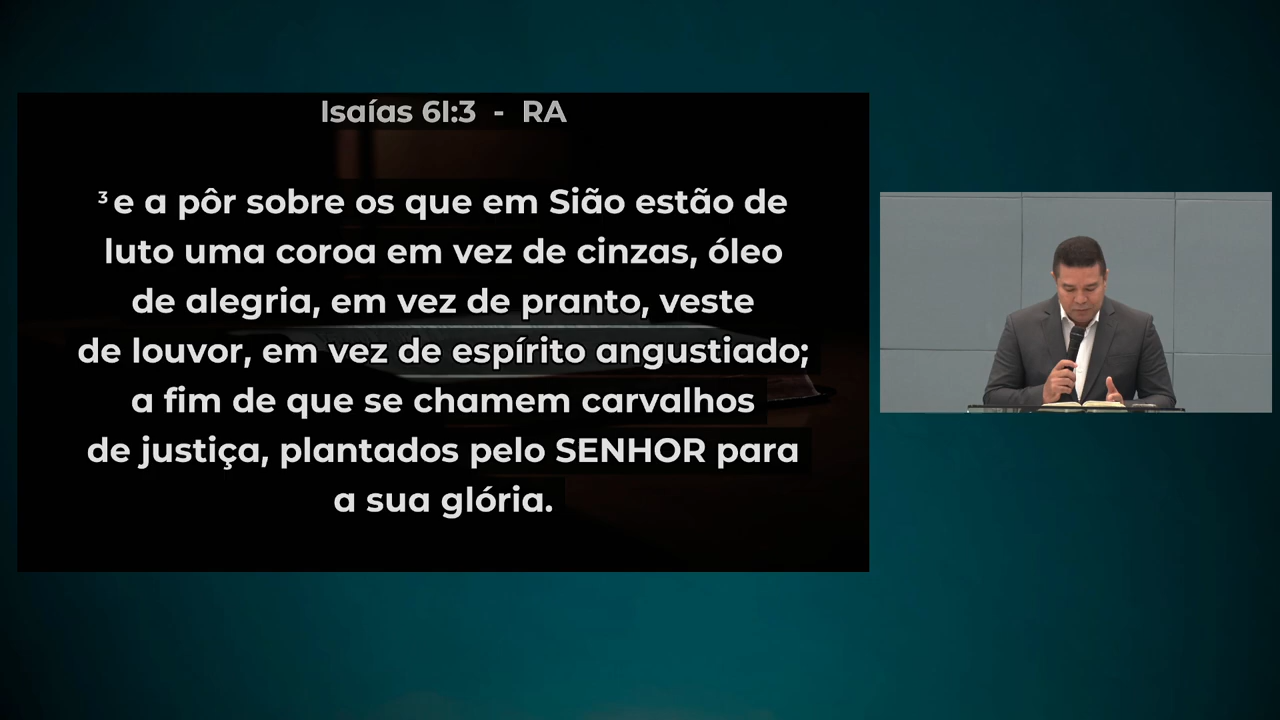 Isaías 61:3 - RA
³ e a pôr sobre os que em Sião estão de
luto uma coroa em vez de cinzas, óleo
de alegria, em vez de pranto, veste
de louvor, em vez de espírito angustiado;
a fim de que se chamem carvalhos
de justiça, plantados pelo SENHOR para
a sua glória.